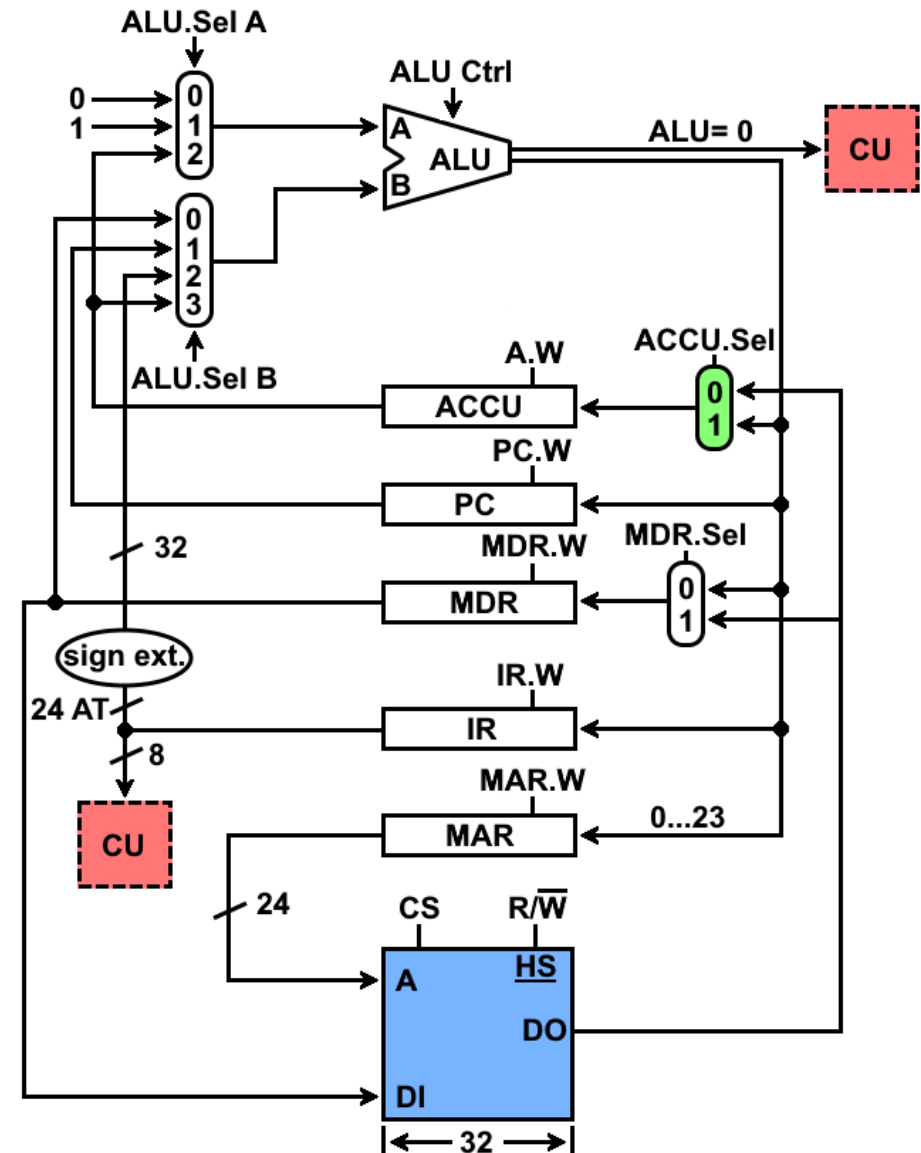 ALU.Sel A
ALU Ctrl
0
1
0
1
2
A
B
ALU
ALU= 0
CU
0
1
2
3
ALU.Sel B
A.W
ACCU.Sel
ACCU
0
1
PC.W
PC
32
MDR.W
MDR.Sel
MDR
0
1
sign ext.
24 AT
IR.W
IR
8
MAR.W
MAR
0...23
CU
24
CS
R/W̅
A
HS
DO
DI
32